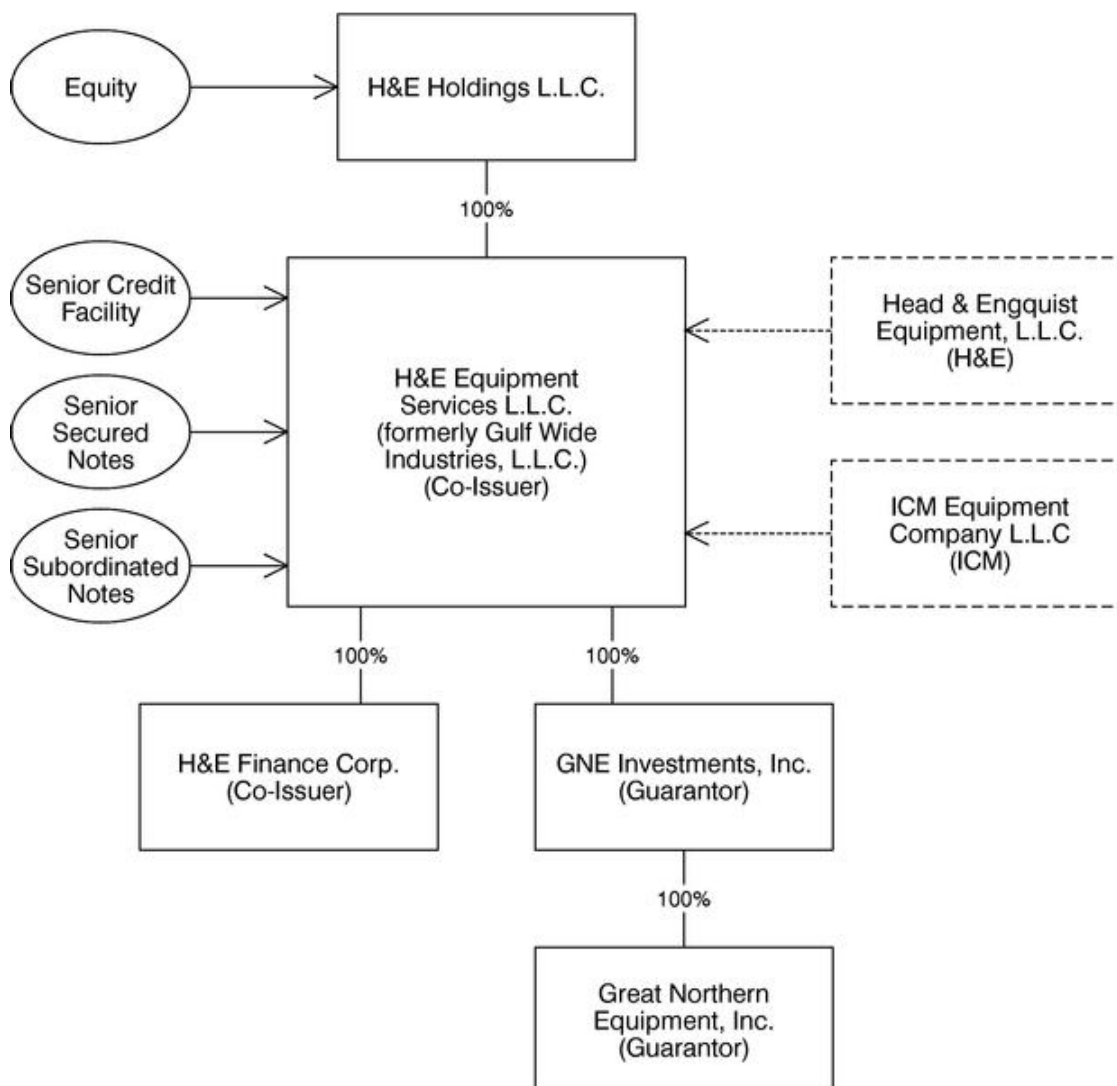 Equity
H&E Holdings L.L.C.
100%
Senior Credit
Facility
Senior
Secured
Notes
Senior
Subordinated
Notes
H&E Equipment
Services L.L.C.
(formerly Gulf Wide
Industries, L.L.C.)
(Co-Issuer)
Head & Engquist
Equipment, L.L.C.
(H&E)
ICM Equipment
Company L.L.C
(ICM)
100%
100%
H&E Finance Corp.
(Co-Issuer)
GNE Investments, Inc.
(Guarantor)
100%
Great Northern
Equipment, Inc.
(Guarantor)